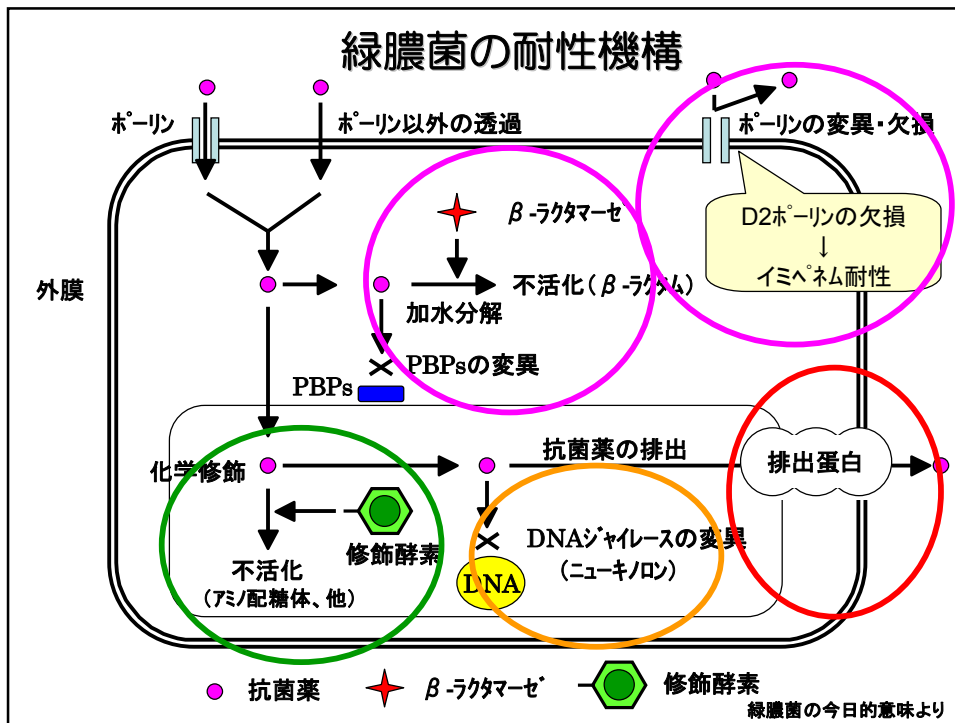 緑膿菌の耐性機構
ﾎﾟｰﾘﾝ
ﾎﾟｰﾘﾝ以外の透過
ﾎﾟｰﾘﾝの変異・欠損
β-ﾗｸﾀﾏｰｾﾞ
D2ﾎﾟｰﾘﾝの欠損
↓
イミペネム耐性
外膜
不活化(β-ﾗｸﾀﾑ)
加水分解
PBPsの変異
PBPs
抗菌薬の排出
排出蛋白
化学修飾
修飾酵素
DNAｼﾞｬｲﾚｰｽの変異
(ニューキノロン)
不活化
(ｱﾐﾉ配糖体、他)
DNA
抗菌薬
β-ﾗｸﾀﾏｰｾﾞ
修飾酵素
緑膿菌の今日的意味より